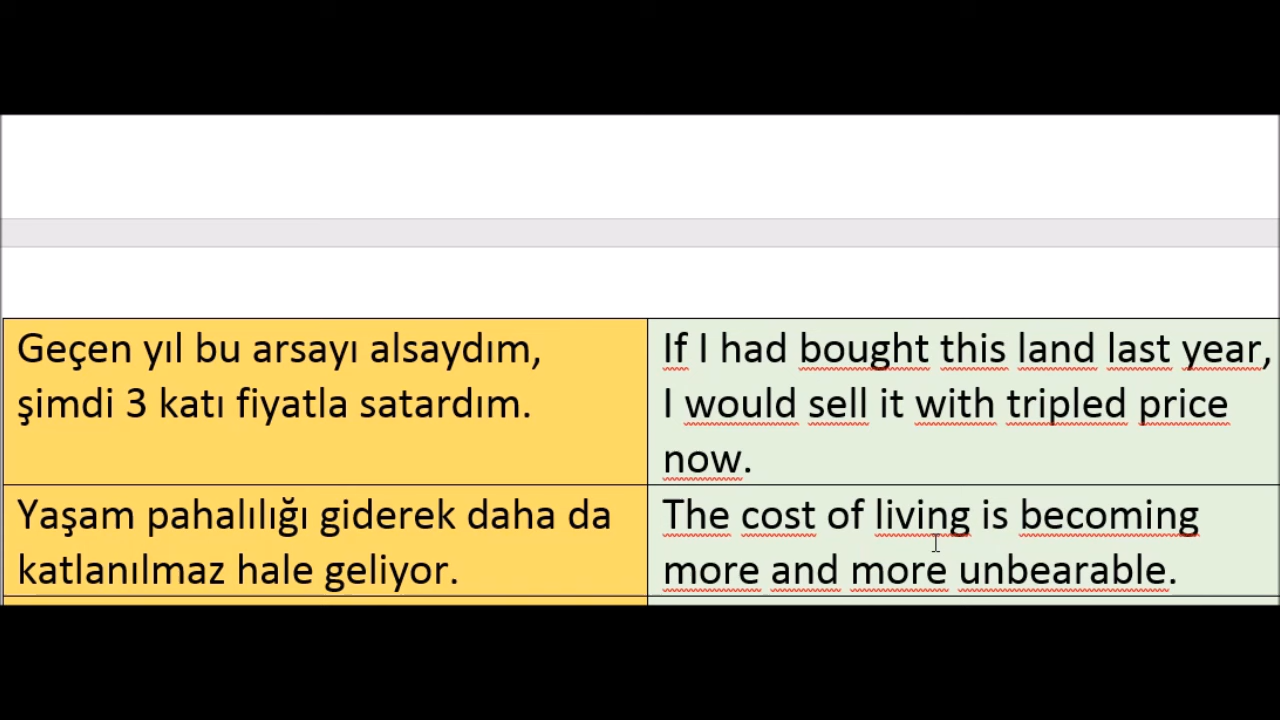 Geçen yıl bu arsayı alsaydım,
şimdi 3 katı fiyatla satardım.
If I had bought this land last year,
I would sell it with tripled price
now.
Yaşam pahalılığı giderek daha da
katlanılmaz hale geliyor.
The cost of living is becoming
more and more unbearable.